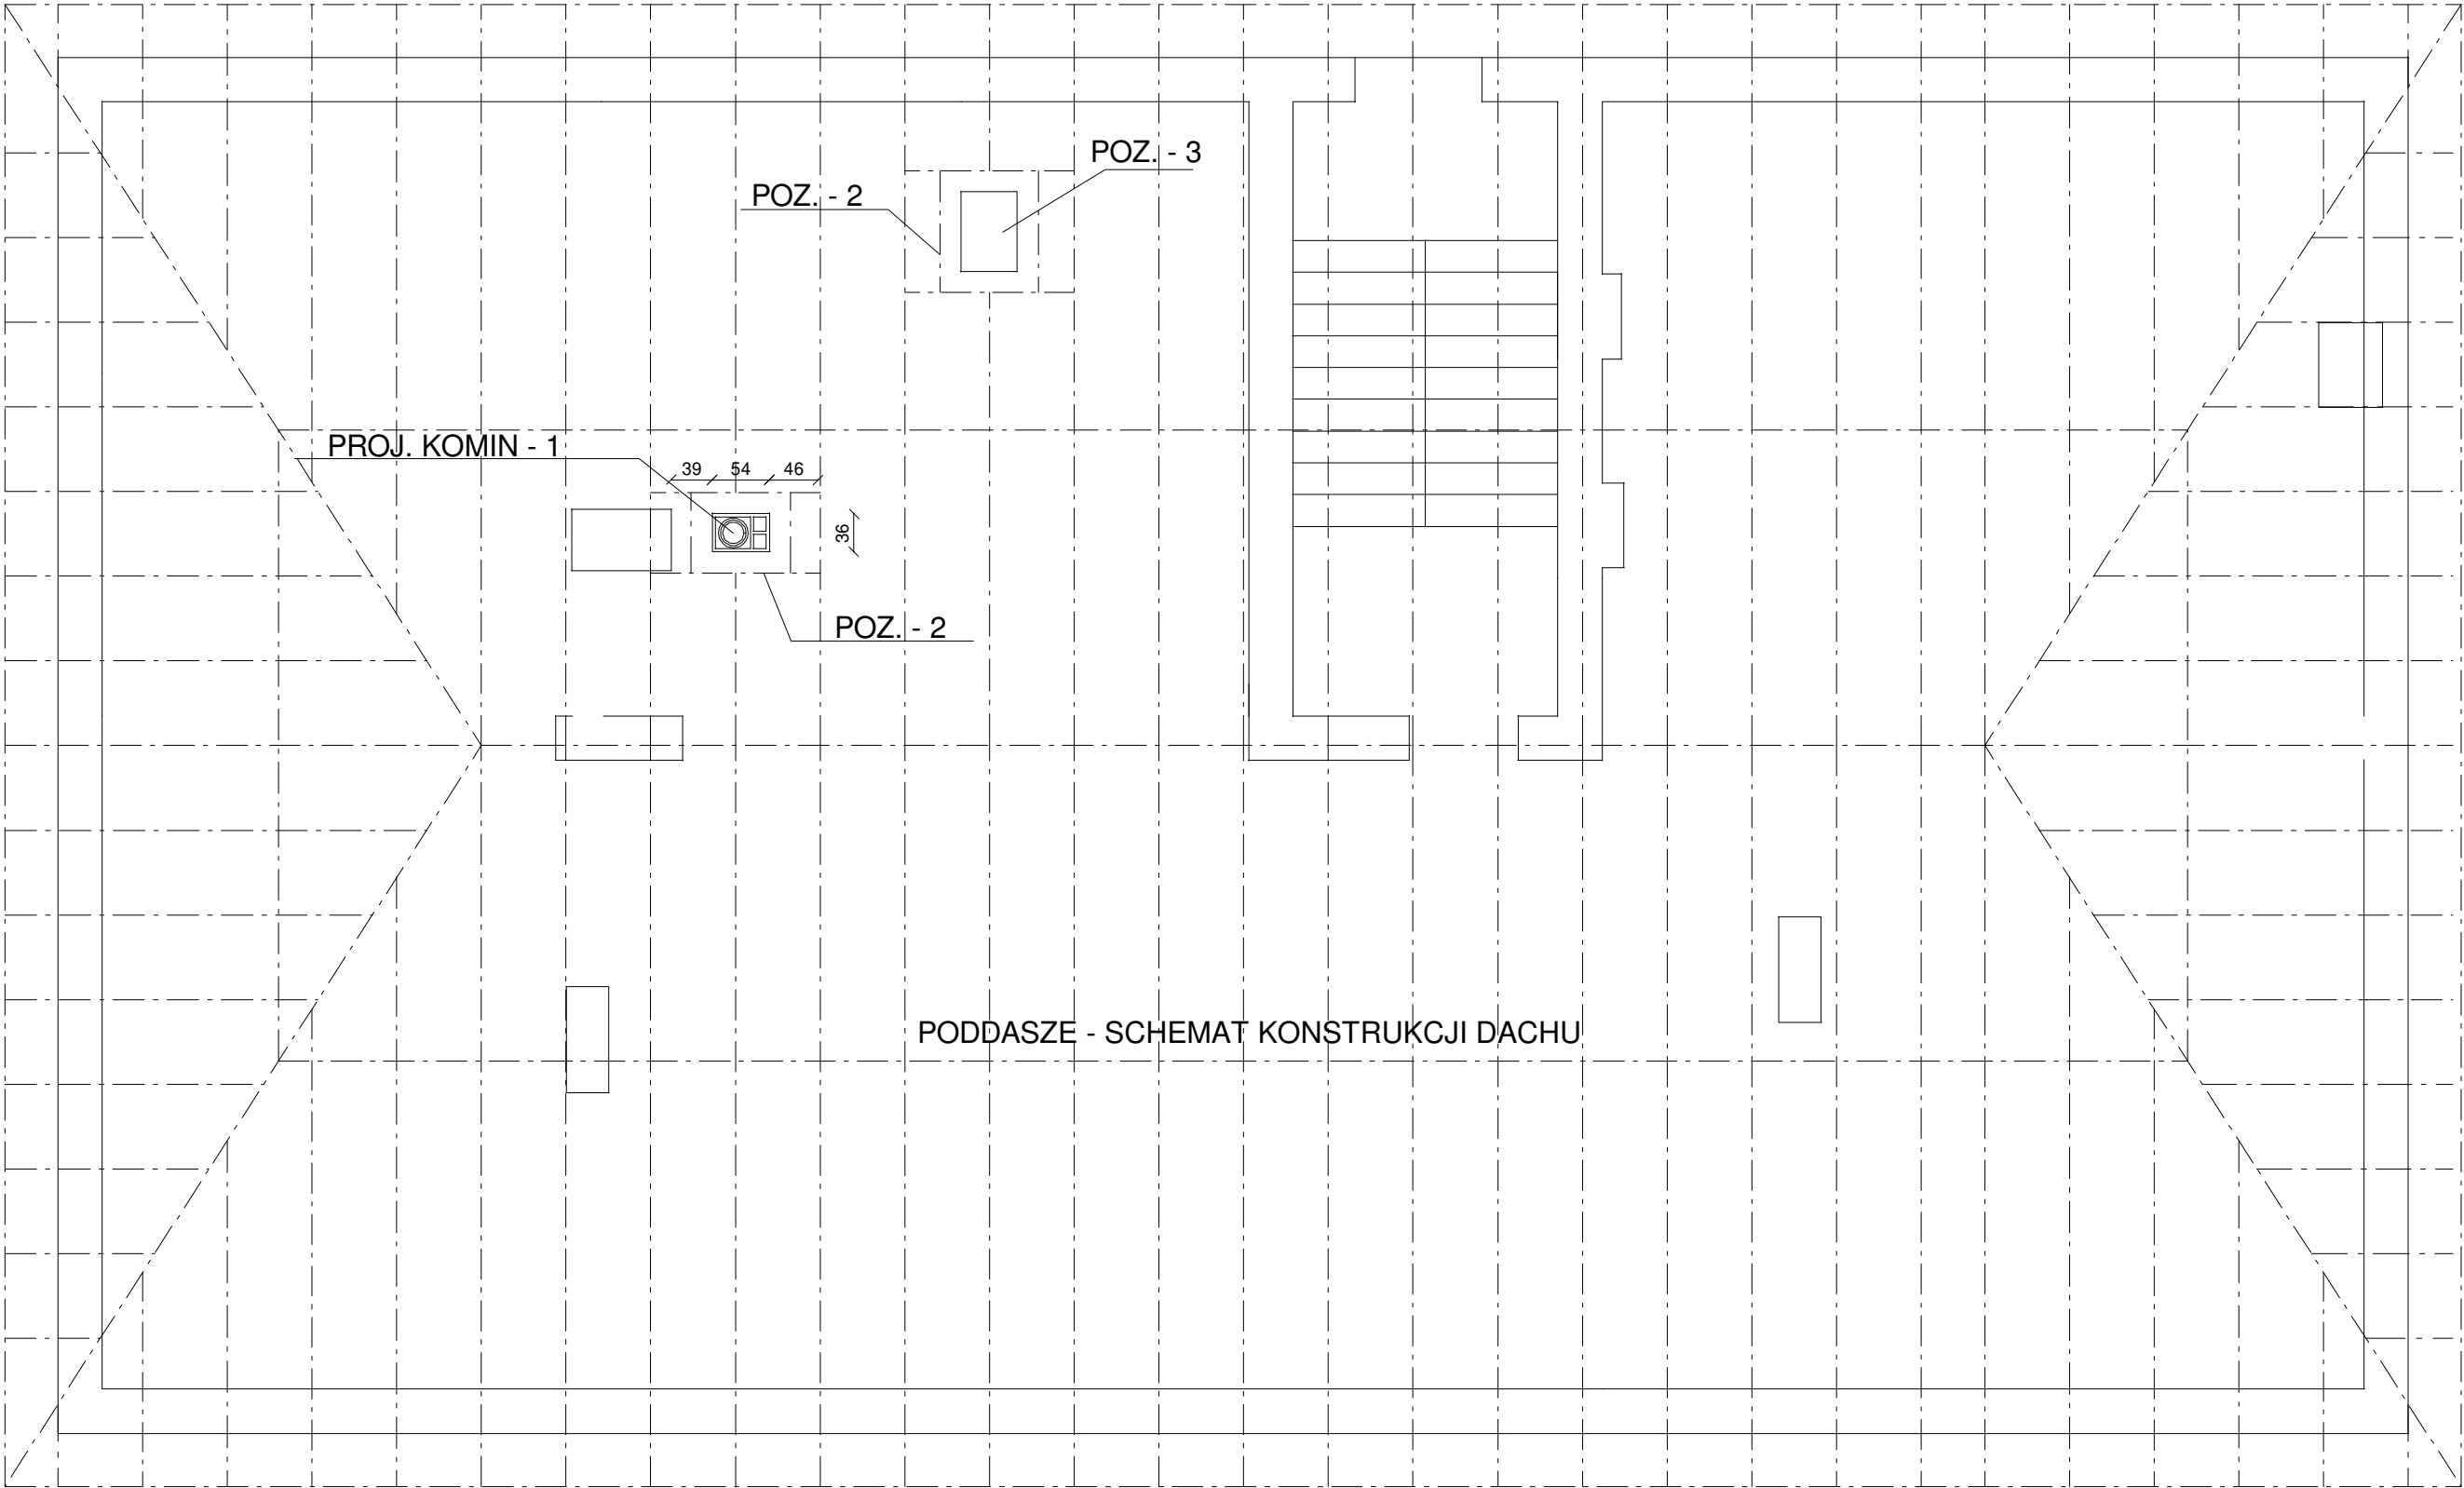 POZ. - 3
POZ. - 2
PROJ. KOMIN - 1
39 54 46
36
POZ. - 2
PODDASZE - SCHEMAT KONSTRUKCJI DACHU